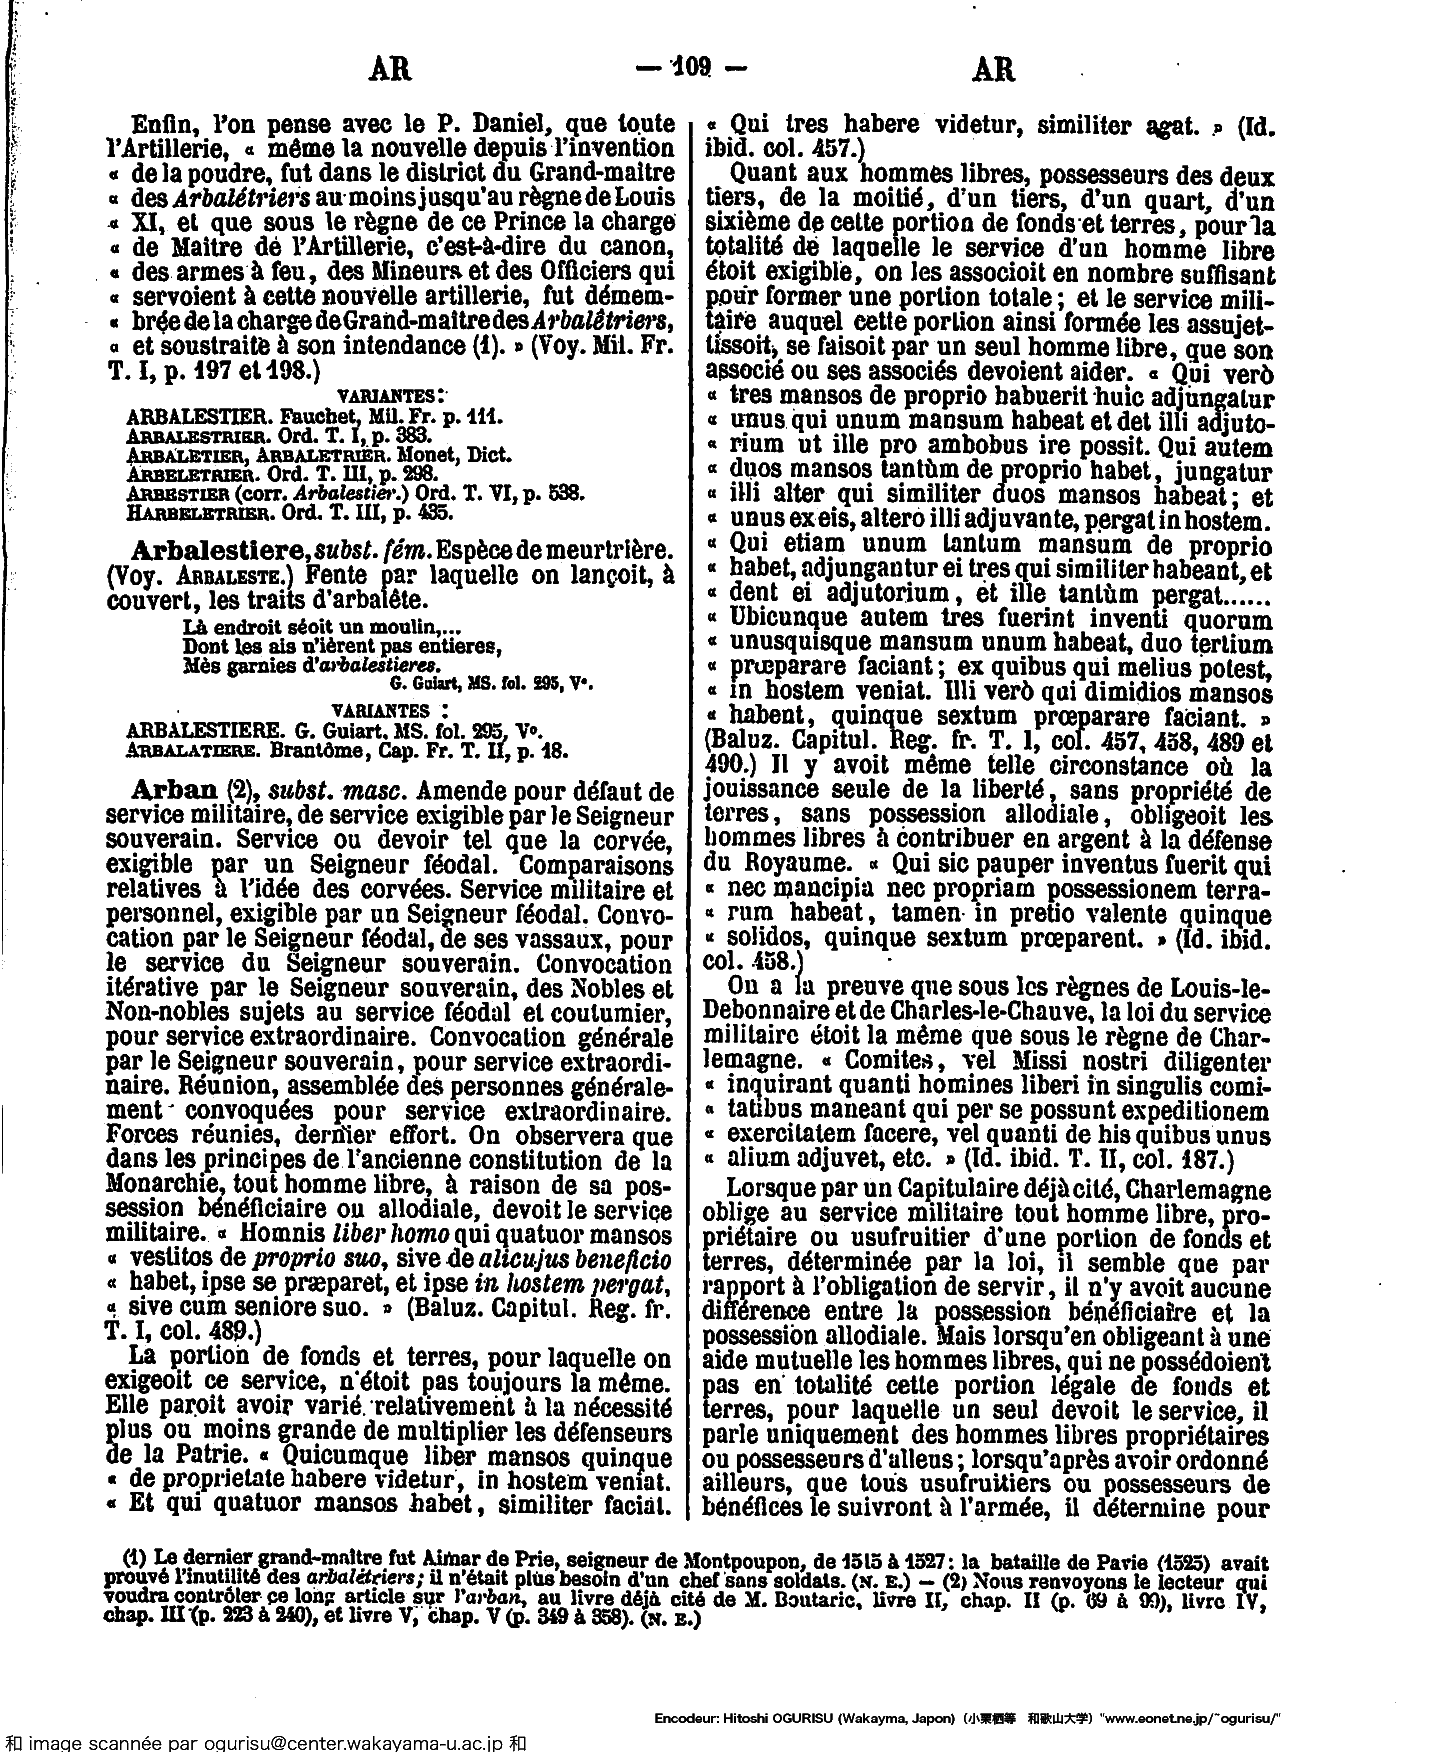 AR
— 109 —
AR
Enfin, l'on pense avec le P. Daniel, que toute
l'Artillerie, « même la nouvelle depuis l'invention
« de la poudre, fut dans le district du Grand-maître
« des Arbalétriers au moins jusqu'au règne de Louis
« XI, et que sous le règne de ce Prince la charge
« de Maître de l'Artillerie, c'est-à-dire du canon,
« des armes à feu, des Mineurs et des Officiers qui
« servoient à cette nouvelle artillerie, fut démem-
« brée de la charge de Grand-maître des Arbalêtriers,
« et soustraite à son intendance (1). » (Voy. Mil. Fr.
T. I, p. 197 et 198.)
VARIANTES :
ARBALESTIER. Fauchet, Mil. Fr. p. 111.
ARBALESTRIER. Ord. T. I, p. 383.
ARBALETIER, ARBALETRIER. Monet, Dict.
ARBELETRIER. Ord. T. III, p. 298.
ARBESTIER (corr. Arbalestier.) Ord. T. VI, p. 538.
HARBELETRIER. Ord. T. III, p. 435.
Arbalestiere, subst. fém. Espèce de meurtrière.
(Voy. ARBALESTE.) Fente par laquelle on lançoit, à
couvert, les traits d'arbalête.
Là endroit séoit un moulin,...
Dont les ais n'ièrent pas entieres,
Mès garnies d'arbalestieres.
G. Guiart, MS. fol. 295, V°.
VARIANTES :
ARBALESTIERE. G. Guiart, MS. fol. 295, V°.
ARBALATIERE. Brantôme, Cap. Fr. T. II, p. 18.
Arban (2), subst. masc. Amende pour défaut de
service militaire, de service exigible par le Seigneur
souverain. Service ou devoir tel que la corvée,
exigible par un Seigneur féodal. Comparaisons
relatives à l'idée des corvées. Service militaire et
personnel, exigible par un Seigneur féodal. Convo-
cation par le Seigneur féodal, de ses vassaux, pour
le service du Seigneur souverain. Convocation
itérative par le Seigneur souverain, des Nobles et
Non-nobles sujets au service féodal et coutumier,
pour service extraordinaire. Convocation générale
par le Seigneur souverain, pour service extraordi-
naire. Réunion, assemblée des personnes générale-
ment convoquées pour service extraordinaire.
Forces réunies, dernier effort. On observera que
dans les principes de l'ancienne constitution de la
Monarchie, tout homme libre, à raison de sa pos-
session bénéficiaire ou allodiale, devoit le service
militaire. « Homnis liber homo qui quatuor mansos
« vestitos de proprio suo, sive de alicujus beneficio
« habet, ipse se præparet, et ipse in hostem pergat,
« sive cum seniore suo. » (Baluz. Capitul. Reg. fr.
T. I, col. 489.)
La portion de fonds et terres, pour laquelle on
exigeoit ce service, n'étoit pas toujours la même.
Elle paroit avoir varié relativement à la nécessité
plus ou moins grande de multiplier les défenseurs
de la Patrie. « Quicumque liber mansos quinque
« de proprietate habere videtur, in hostem veniat.
« Et qui quatuor mansos habet, similiter faciat.
« Qui tres habere videtur, similiter agat. » (Id.
ibid. col. 457.)
Quant aux hommes libres, possesseurs des deux
tiers, de la moitié, d'un tiers, d'un quart, d'un
sixième de cette portion de fonds et terres, pour la
totalité de laquelle le service d'un homme libre
étoit exigible, on les associoit en nombre suffisant
pour former une portion totale ; et le service mili-
taire auquel cette portion ainsi formée les assujet-
tissoit, se faisoit par un seul homme libre, que son
associé ou ses associés devoient aider. « Qui verò
« tres mansos de proprio habuerit huic adjungatur
« unus qui unum mansum habeat et det illi adjuto-
« rium ut ille pro ambobus ire possit. Qui autem
« duos mansos tantùm de proprio habet, jungatur
« illi alter qui similiter duos mansos habeat ; et
« unus ex eis, altero illi adjuvante, pergat in hostem.
« Qui etiam unum tantum mansum de proprio
« habet, adjungantur ei tres qui similiter habeant, et
« dent ei adjutorium, et ille tantùm pergat......
« Ubicunque autem tres fuerint inventi quorum
« unusquisque mansum unum habeat, duo tertium
« præparare faciant ; ex quibus qui melius potest,
« in hostem veniat. Illi verò qui dimidios mansos
« habent, quinque sextum præparare faciant. »
(Baluz. Capitul. Reg. fr. T. I, col. 457, 458, 489 et
490.) Il y avoit même telle circonstance où la
jouissance seule de la liberté, sans propriété de
terres, sans possession allodiale, obligeoit les
hommes libres à contribuer en argent à la défense
du Royaume. « Qui sic pauper inventus fuerit qui
« nec mancipia nec propriam possessionem terra-
« rum habeat, tamen in pretio valente quinque
« solidos, quinque sextum præparent. » (Id. ibid.
col. 458.)
On a la preuve que sous les règnes de Louis-le-
Debonnaire et de Charles-le-Chauve, la loi du service
militaire étoit la même que sous le règne de Char-
lemagne. « Comites, vel Missi nostri diligenter
« inquirant quanti homines liberi in singulis comi-
« tatibus maneant qui per se possunt expeditionem
« exercitatem facere, vel quanti de his quibus unus
« alium adjuvet, etc. » (Id. ibid. T. II, col. 187.)
Lorsque par un Capitulaire déjà cité, Charlemagne
oblige au service militaire tout homme libre, pro-
priétaire ou usufruitier d'une portion de fonds et
terres, déterminée par la loi, il semble que par
rapport à l'obligation de servir, il n'y avoit aucune
différence entre la possession bénéficiaire et la
possession allodiale. Mais lorsqu'en obligeant à une
aide mutuelle les hommes libres, qui ne possédoient
pas en totalité cette portion légale de fonds et
terres, pour laquelle un seul devoit le service, il
parle uniquement des hommes libres propriétaires
ou possesseurs d'alleus ; lorsqu'après avoir ordonné
ailleurs, que tous usufruitiers ou possesseurs de
bénéfices le suivront à l'armée, il détermine pour
(1) Le dernier grand-maître fut Aimar de Prie, seigneur de Montpoupon, de 1515 à 1527 : la bataille de Pavie (1525) avait
prouvé l'inutilité des arbalétriers ; il n'était plus besoin d'un chef sans soldats. (N. E.) — (2) Nous renvoyons le lecteur qui
voudra contrôler ce long article sur l'arban, au livre déjà cité de M. Boutaric, livre II, chap. II (p. 69 à 90), livre IV,
chap. III (p. 223 à 240), et livre V, chap. V (p. 349 à 358). (N. E.)
Encodeur: Hitoshi OGURISU (Wakayma, Japon) (小栗栖等 和歌山大学) "www.eonet.ne.jp/~ogurisu/"
和 image scannée par ogurisu@center.wakayama-u.ac.jp 和